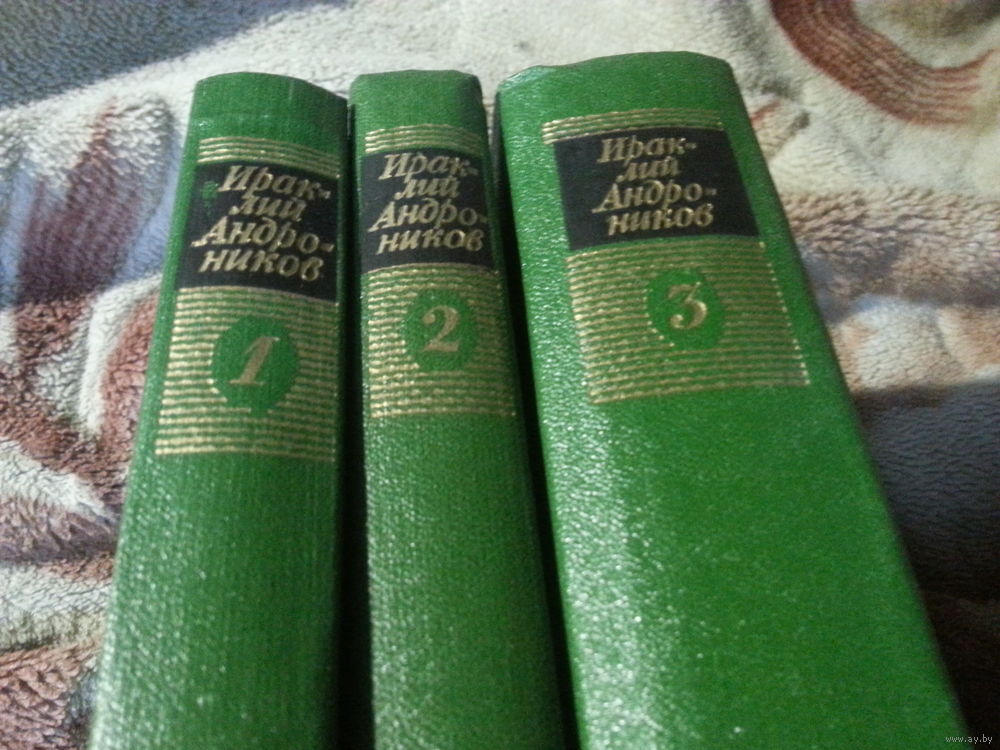 Ирак-
лий
Андро-
ников
1
Ирак-
лий
Андро-
ников
2
Ирак-
лий
Андро-
ников
3
www.ay.by